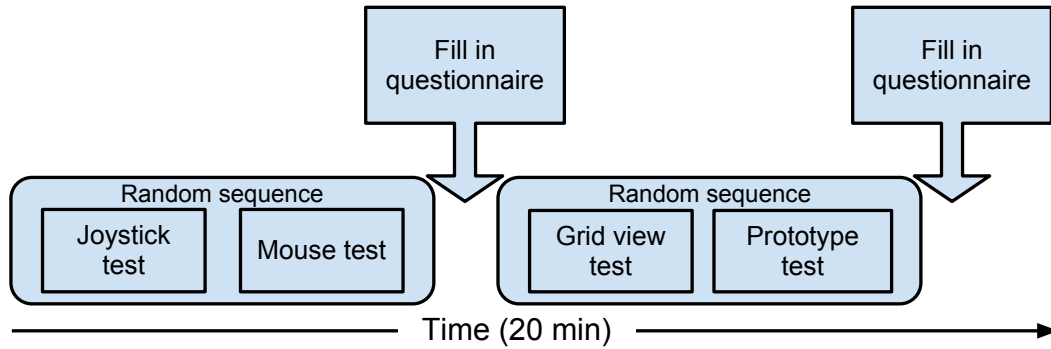 Fill in
questionnaire
Fill in
questionnaire
Random sequence
Joystick
test
Mouse test
Random sequence
Grid view
test
Prototype
test
Time (20 min)